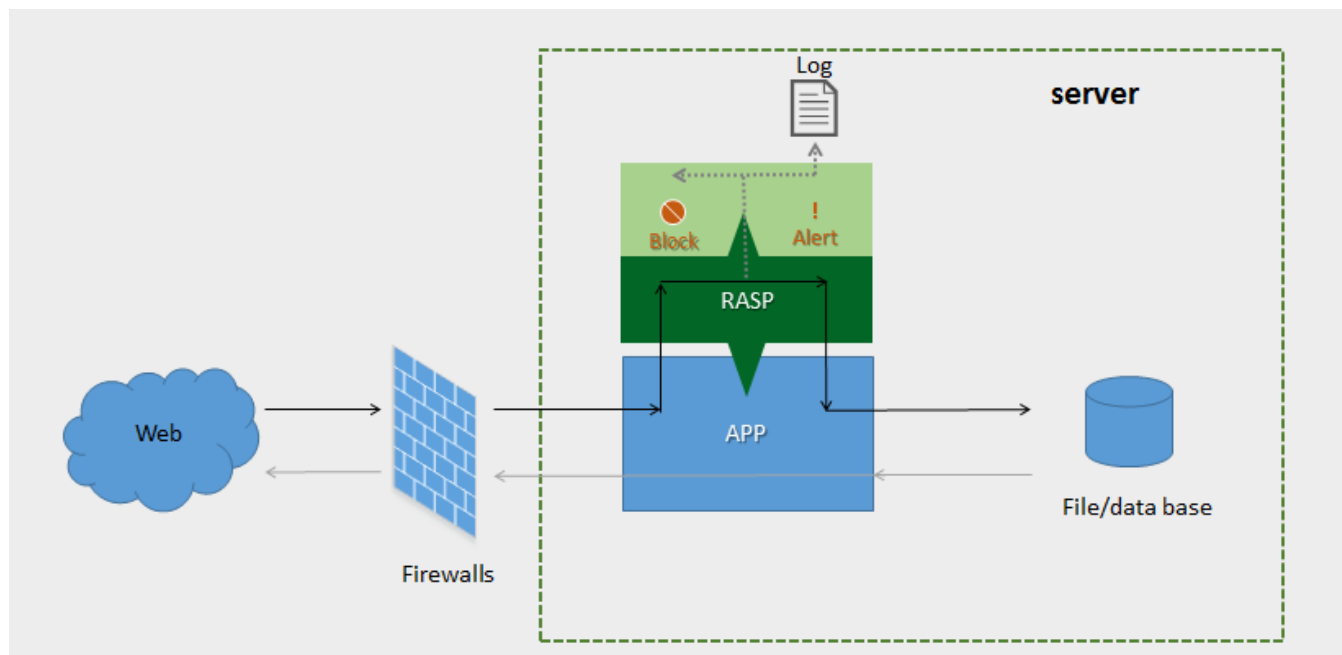 Log
server
Block
!
Alert
RASP
Web
APP
File/data base
Firewalls